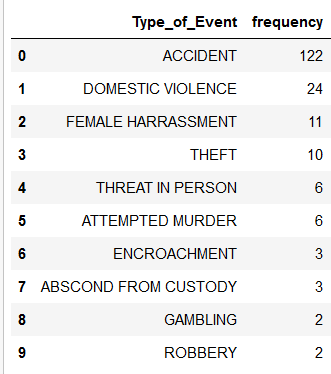 Type_of_Event frequency
0 ACCIDENT 122
1 DOMESTIC VIOLENCE 24
2 FEMALE HARRASSMENT 11
3 THEFT 10
4 THREAT IN PERSON 6
5 ATTEMPTED MURDER 6
6 ENCROACHMENT 3
7 ABSCOND FROM CUSTODY 3
8 GAMBLING 2
9 ROBBERY 2